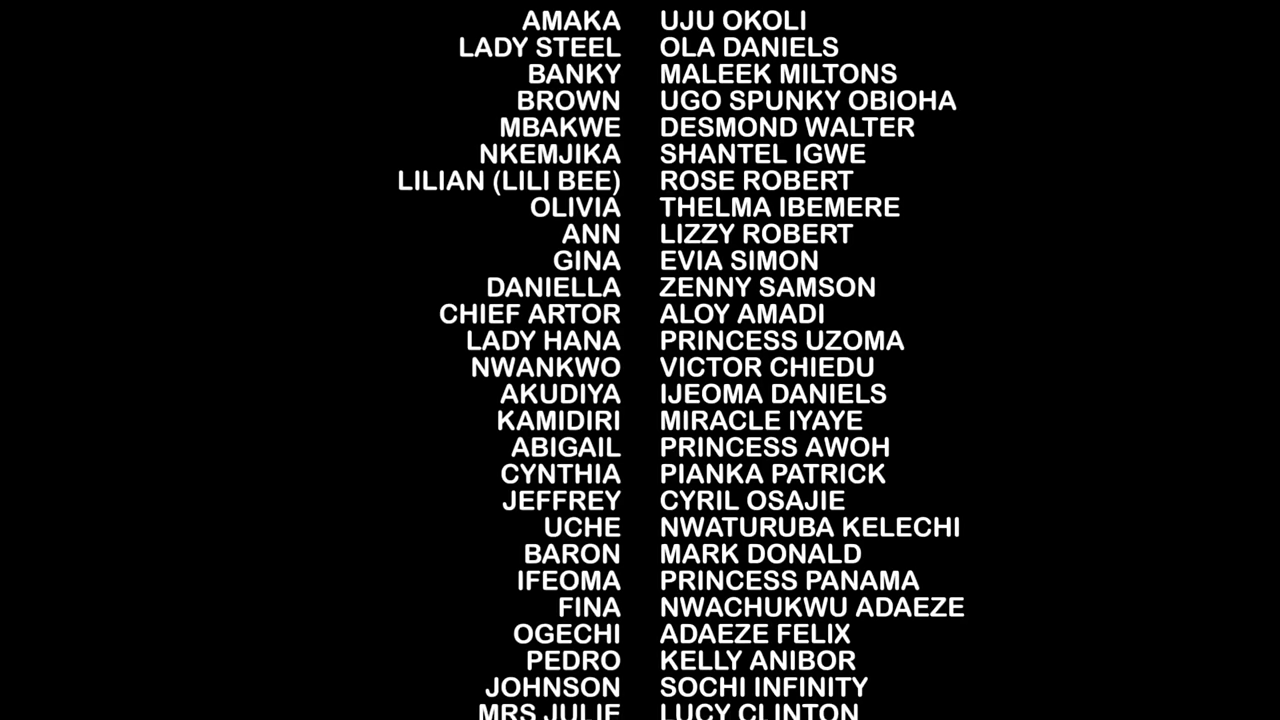 AMAKA UJU OKOLI
LADY STEEL OLA DANIELS
BANKY MALEEK MILTONS
BROWN UGO SPUNKY OBIOHA
MBAKWE DESMOND WALTER
NKEMJIKA SHANTEL IGWE
LILIAN (LILI BEE) ROSE ROBERT
OLIVIA THELMA IBEMERE
ANN LIZZY ROBERT
GINA EVIA SIMON
DANIELLA ZENNY SAMSON
CHIEF ARTOR ALOY AMADI
LADY HANA PRINCESS UZOMA
NWANKWO VICTOR CHIEDU
AKUDIYA IJEOMA DANIELS
KAMIDIRI MIRACLE IYAYE
ABIGAIL PRINCESS AWOH
CYNTHIA PIANKA PATRICK
JEFFREY CYRIL OSAJIE
UCHE NWATURUBA KELECHI
BARON MARK DONALD
IFEOMA PRINCESS PANAMA
FINA NWACHUKWU ADAEZE
OGECHI ADAEZE FELIX
PEDRO KELLY ANIBOR
JOHNSON SOCHI INFINITY
MRS JULIE LUCY CLINTON